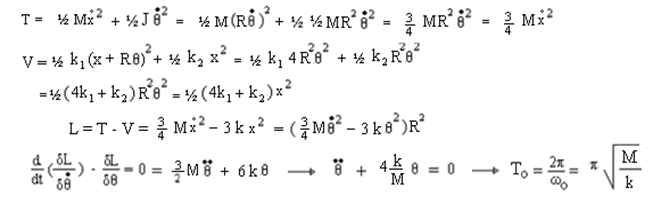 T = ½ Mẋ² + ½ J θ̇² = ½ M (Rθ̇)² + ½ ½ MR² θ̇² = 3/4 MR² θ̇² = 3/4 Mẋ²
V = ½ k₁ (x + Rθ)² + ½ k₂ x² = ½ k₁ 4R²θ² + ½ k₂R²θ²
=½(4k₁ + k₂)R²θ² = ½(4k₁ + k₂)x²
L = T - V = 3/4 Mẋ² - 3 k x² = (3/4 Mθ̇² - 3 k θ²)R²
d/dt (δL/δθ̇) - δL/δθ = 0 = 3/2 M θ̈ + 6 k θ → θ̈ + 4 k/M θ = 0 → T₀ = 2π/ω₀ = π √(M/k)